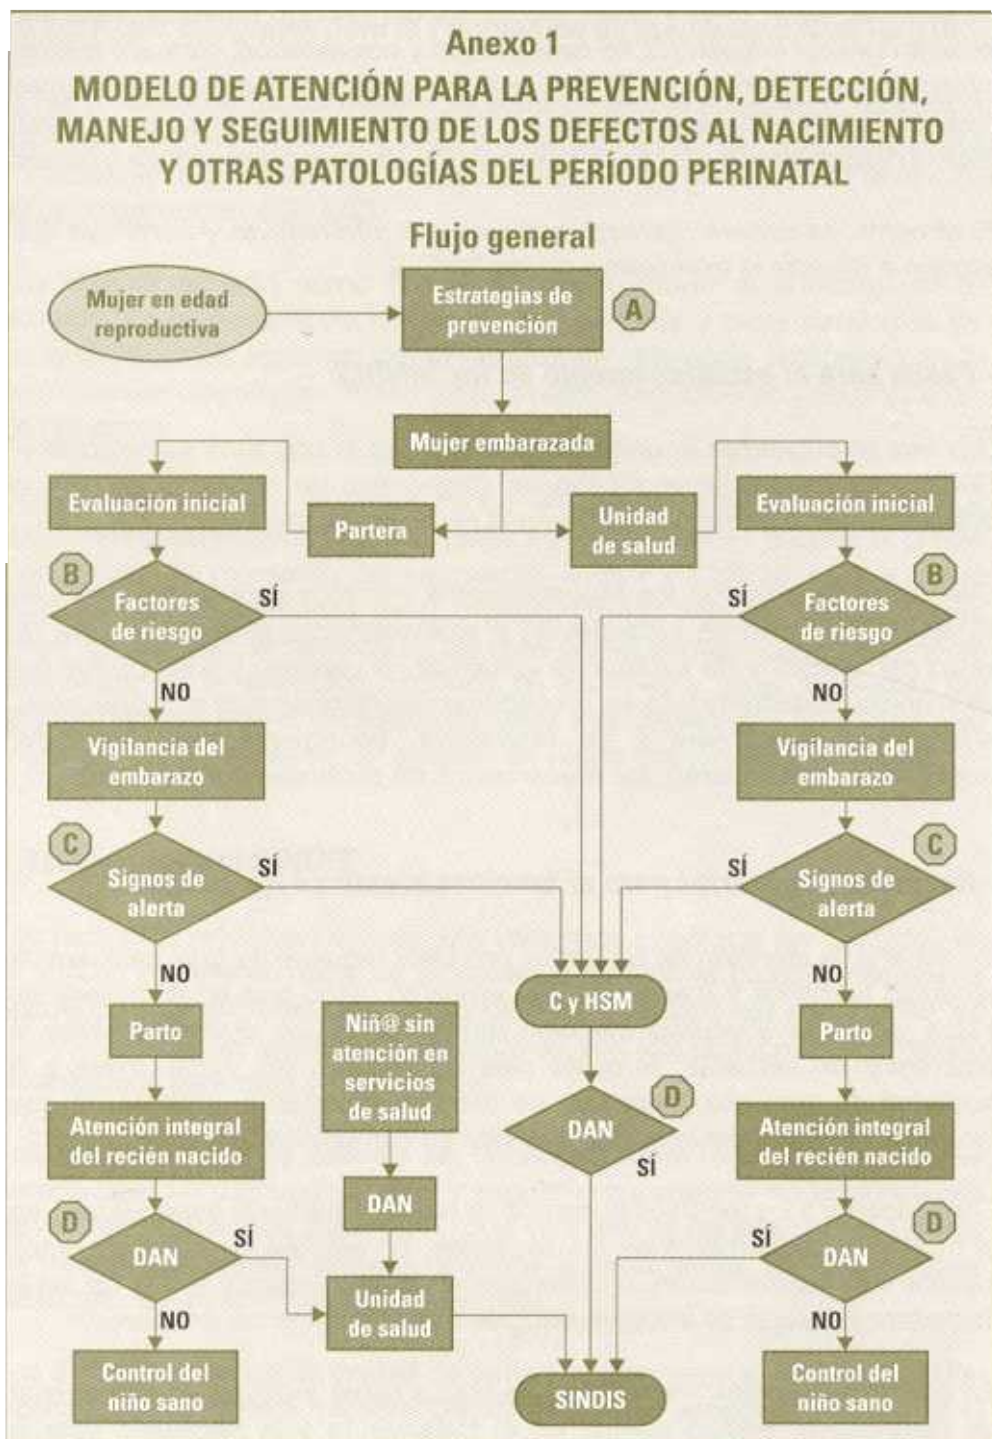 Anexo 1
MODELO DE ATENCIÓN PARA LA PREVENCIÓN, DETECCIÓN,
MANEJO Y SEGUIMIENTO DE LOS DEFECTOS AL NACIMIENTO
Y OTRAS PATOLOGÍAS DEL PERÍODO PERINATAL
Flujo general
Mujer en edad
reproductiva
Estrategias de
prevención
A
Mujer embarazada
Evaluación inicial
Partera
Unidad
de salud
Evaluación inicial
B
Factores
de riesgo
SÍ
NO
B
Factores
de riesgo
SÍ
NO
Vigilancia del
embarazo
Vigilancia del
embarazo
C
Signos de
alerta
SÍ
NO
C
Signos de
alerta
SÍ
NO
Parto
Niñ@ sin
atención en
servicios
de salud
C y HSM
Parto
Atención integral
del recién nacido
DAN
D
DAN
SÍ
Atención integral
del recién nacido
D
DAN
SÍ
NO
Unidad
de salud
D
DAN
SÍ
NO
Control del
niño sano
SINDIS
Control del
niño sano